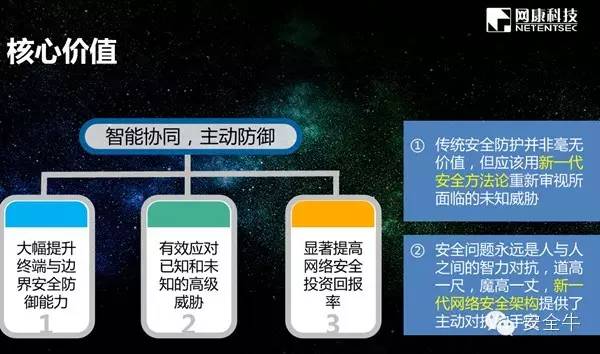 网康科技
NETENTSEC
核心价值
智能协同，主动防御
大幅提升
终端与边
界安全防
御能力
1
有效应对
已知和未
知的高级
威胁
2
显著提高
网络安全
投资回报
率
3
① 传统安全防护并非毫无
价值，但应该用新一代
安全方法论重新审视所
面临的未知威胁
② 安全问题永远是人与人
之间的智力对抗，道高
一尺，魔高一丈，新一
代网络安全架构提供了
主动对抗
手
安全牛